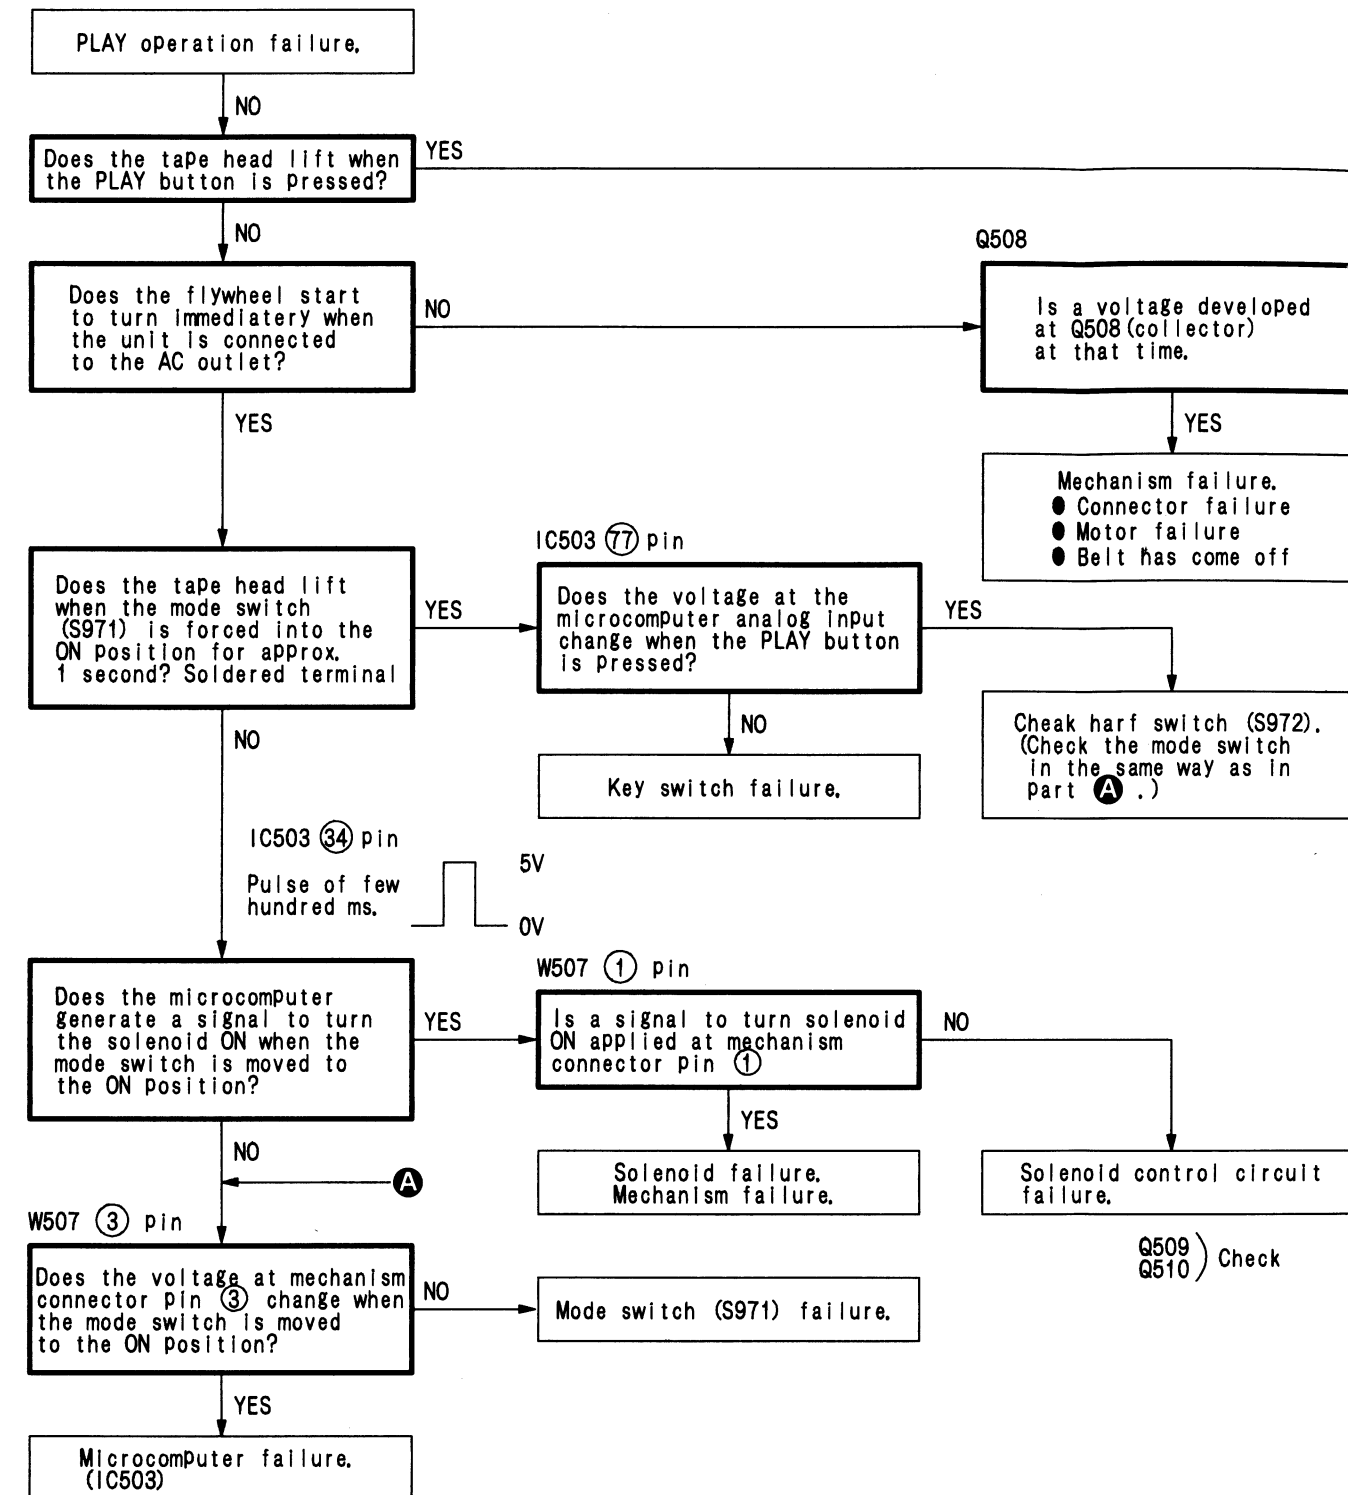 PLAY operation failure.
NO
Does the tape head lift when
the PLAY button is pressed?
YES
NO
Does the flywheel start
to turn immediatery when
the unit is connected
to the AC outlet?
NO
Q508
Is a voltage developed
at Q508 (collector)
at that time.
YES
YES
Mechanism failure.
● Connector failure
● Motor failure
● Belt has come off
Does the tape head lift
when the mode switch
(S971) is forced into the
ON position for approx.
1 second? Soldered terminal
YES
IC503 77 pin
Does the voltage at the
microcomputer analog input
change when the PLAY button
is pressed?
YES
NO
Key switch failure.
Cheak harf switch (S972).
(Check the mode switch
in the same way as in
part A .)
NO
IC503 34 pin
Pulse of few
hundred ms.
5V
0V
Does the microcomputer
generate a signal to turn
the solenoid ON when the
mode switch is moved to
the ON position?
YES
W507 1 pin
Is a signal to turn solenoid
ON applied at mechanism
connector pin 1
NO
YES
Solenoid failure.
Mechanism failure.
Solenoid control circuit
failure.
Q509
Q510
) Check
NO
A
W507 3 pin
Does the voltage at mechanism
connector pin 3 change when
the mode switch is moved
to the ON position?
NO
Mode switch (S971) failure.
YES
Microcomputer failure.
(IC503)